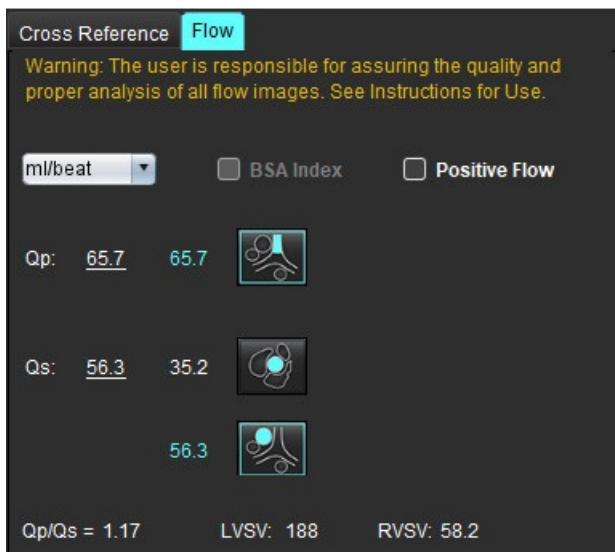 Cross Reference Flow
Warning: The user is responsible for assuring the quality and
proper analysis of all flow images. See Instructions for Use.
ml/beat BSA Index Positive Flow
Qp: 65.7 65.7
Qs: 56.3 35.2
56.3
Qp/Qs = 1.17 LVSV: 188 RVSV: 58.2